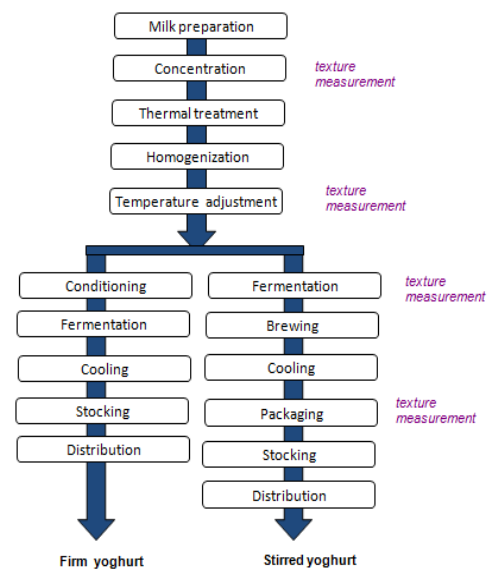 Milk preparation
Concentration
texture
measurement
Thermal treatment
Homogenization
Temperature adjustment
texture
measurement
Conditioning
Fermentation
Cooling
Stocking
Distribution
Firm yoghurt
Fermentation
texture
measurement
Brewing
Cooling
Packaging
texture
measurement
Stocking
Distribution
Stirred yoghurt